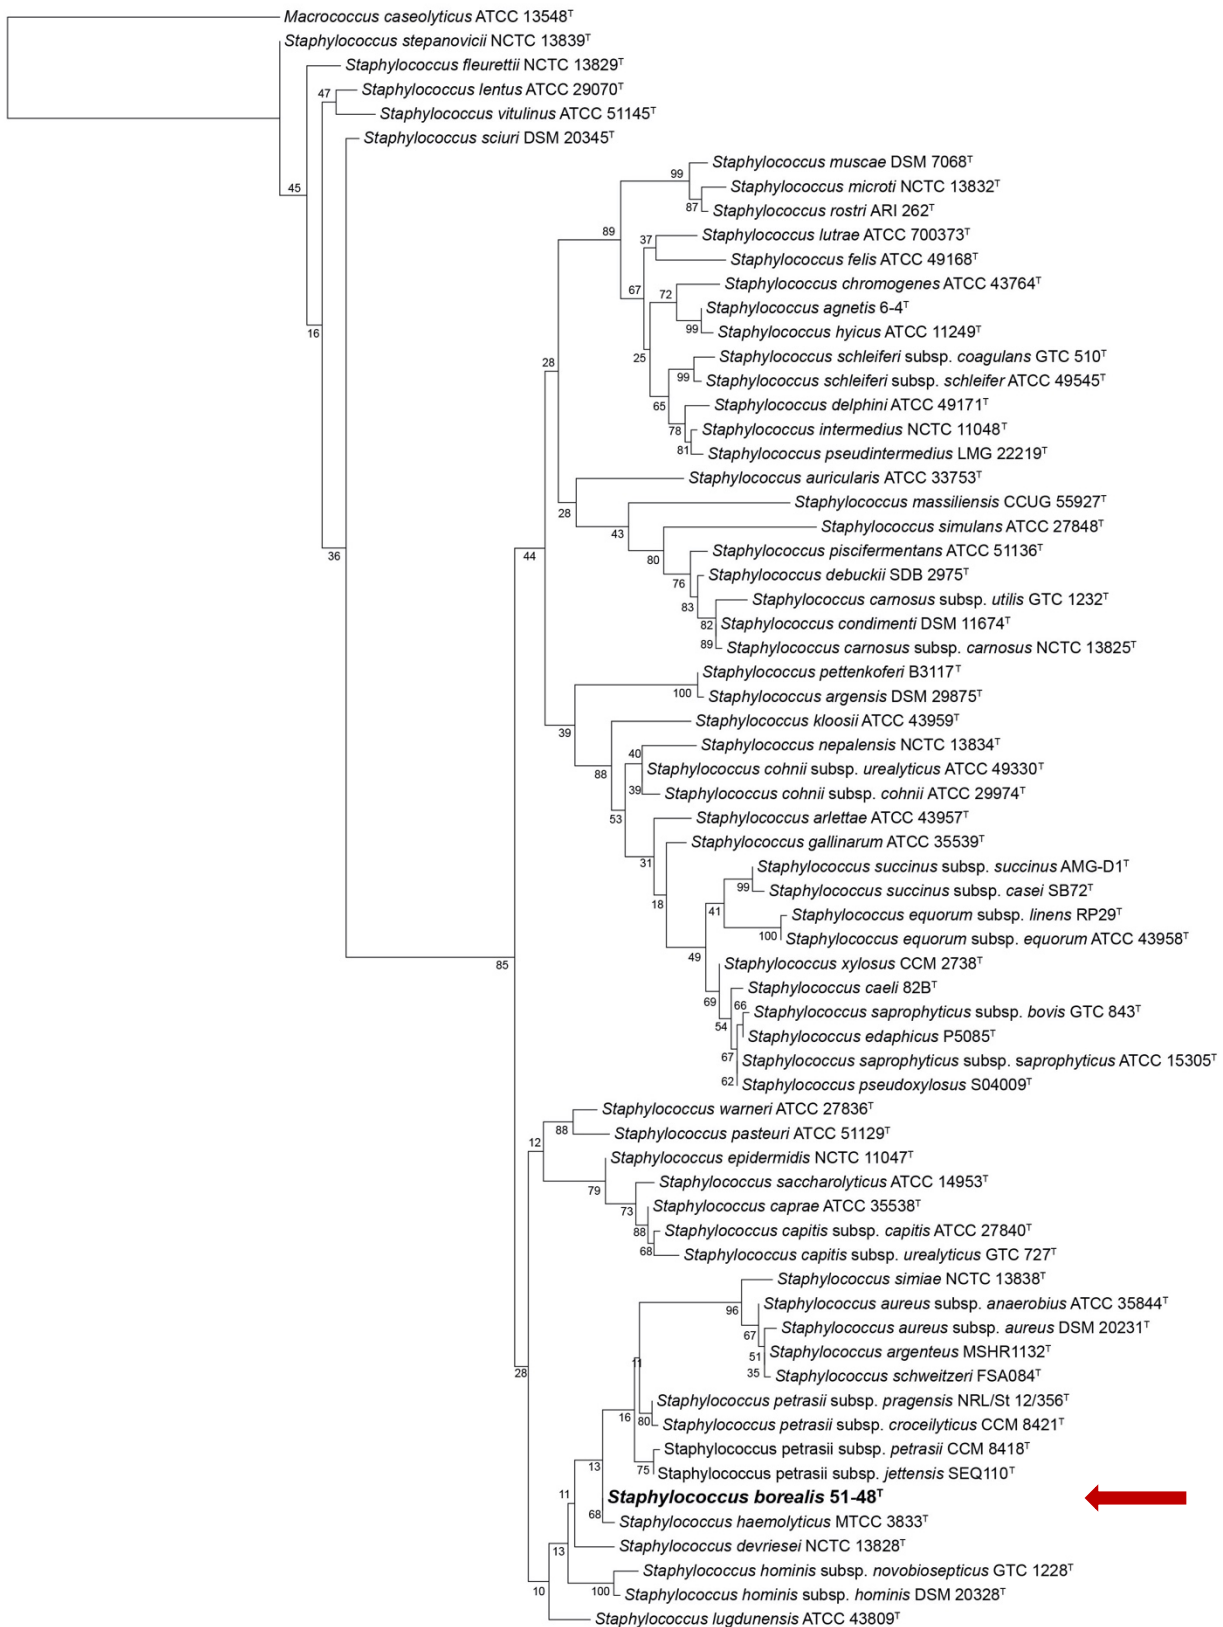 Macrococcus caseolyticus ATCC 13548ᵀ
Staphylococcus stepanovicii NCTC 13839ᵀ
Staphylococcus fleurettii NCTC 13829ᵀ
47
Staphylococcus lentus ATCC 29070ᵀ
Staphylococcus vitulinus ATCC 51145ᵀ
Staphylococcus sciuri DSM 20345ᵀ
Staphylococcus muscae DSM 7068ᵀ
99
45
Staphylococcus microti NCTC 13832ᵀ
87
Staphylococcus rostri ARI 262ᵀ
89
37
Staphylococcus lutrae ATCC 700373ᵀ
Staphylococcus felis ATCC 49168ᵀ
67
72
Staphylococcus chromogenes ATCC 43764ᵀ
Staphylococcus agnetis 6-4ᵀ
16
99
Staphylococcus hyicus ATCC 11249ᵀ
28
25
Staphylococcus schleiferi subsp. coagulans GTC 510ᵀ
99
Staphylococcus schleiferi subsp. schleifer ATCC 49545ᵀ
65
Staphylococcus delphini ATCC 49171ᵀ
78
Staphylococcus intermedius NCTC 11048ᵀ
81
Staphylococcus pseudintermedius LMG 22219ᵀ
Staphylococcus auricularis ATCC 33753ᵀ
28
Staphylococcus massiliensis CCUG 55927ᵀ
43
Staphylococcus simulans ATCC 27848ᵀ
36
44
80
Staphylococcus piscifermentans ATCC 51136ᵀ
76
Staphylococcus debuckii SDB 2975ᵀ
83
Staphylococcus carnosus subsp. utilis GTC 1232ᵀ
82
Staphylococcus condimenti DSM 11674ᵀ
89
Staphylococcus carnosus subsp. carnosus NCTC 13825ᵀ
Staphylococcus pettenkoferi B3117ᵀ
100
Staphylococcus argensis DSM 29875ᵀ
39
Staphylococcus kloosii ATCC 43959ᵀ
40
Staphylococcus nepalensis NCTC 13834ᵀ
88
Staphylococcus cohnii subsp. urealyticus ATCC 49330ᵀ
39
Staphylococcus cohnii subsp. cohnii ATCC 29974ᵀ
53
Staphylococcus arlettae ATCC 43957ᵀ
Staphylococcus gallinarum ATCC 35539ᵀ
31
Staphylococcus succinus subsp. succinus AMG-D1ᵀ
99
Staphylococcus succinus subsp. casei SB72ᵀ
18
41
Staphylococcus equorum subsp. linens RP29ᵀ
100
Staphylococcus equorum subsp. equorum ATCC 43958ᵀ
49
85
Staphylococcus xylosus CCM 2738ᵀ
Staphylococcus caeli 82Bᵀ
69
66
Staphylococcus saprophyticus subsp. bovis GTC 843ᵀ
54
Staphylococcus edaphicus P5085ᵀ
67
Staphylococcus saprophyticus subsp. saprophyticus ATCC 15305ᵀ
62
Staphylococcus pseudoxylosus S04009ᵀ
Staphylococcus warneri ATCC 27836ᵀ
88
Staphylococcus pasteuri ATCC 51129ᵀ
12
Staphylococcus epidermidis NCTC 11047ᵀ
79
Staphylococcus saccharolyticus ATCC 14953ᵀ
73
Staphylococcus caprae ATCC 35538ᵀ
88
Staphylococcus capitis subsp. capitis ATCC 27840ᵀ
68
Staphylococcus capitis subsp. urealyticus GTC 727ᵀ
Staphylococcus simiae NCTC 13838ᵀ
96
Staphylococcus aureus subsp. anaerobius ATCC 35844ᵀ
67
Staphylococcus aureus subsp. aureus DSM 20231ᵀ
51
Staphylococcus argenteus MSHR1132ᵀ
11
28
35
Staphylococcus schweitzeri FSA084ᵀ
Staphylococcus petrasii subsp. pragensis NRL/St 12/356ᵀ
16
80
Staphylococcus petrasii subsp. croceilyticus CCM 8421ᵀ
Staphylococcus petrasii subsp. petrasii CCM 8418ᵀ
13
75
Staphylococcus petrasii subsp. jettensis SEQ110ᵀ
11
Staphylococcus borealis 51-48ᵀ
68
Staphylococcus haemolyticus MTCC 3833ᵀ
13
Staphylococcus devriesei NCTC 13828ᵀ
Staphylococcus hominis subsp. novobiosepticus GTC 1228ᵀ
10
100
Staphylococcus hominis subsp. hominis DSM 20328ᵀ
Staphylococcus lugdunensis ATCC 43809ᵀ